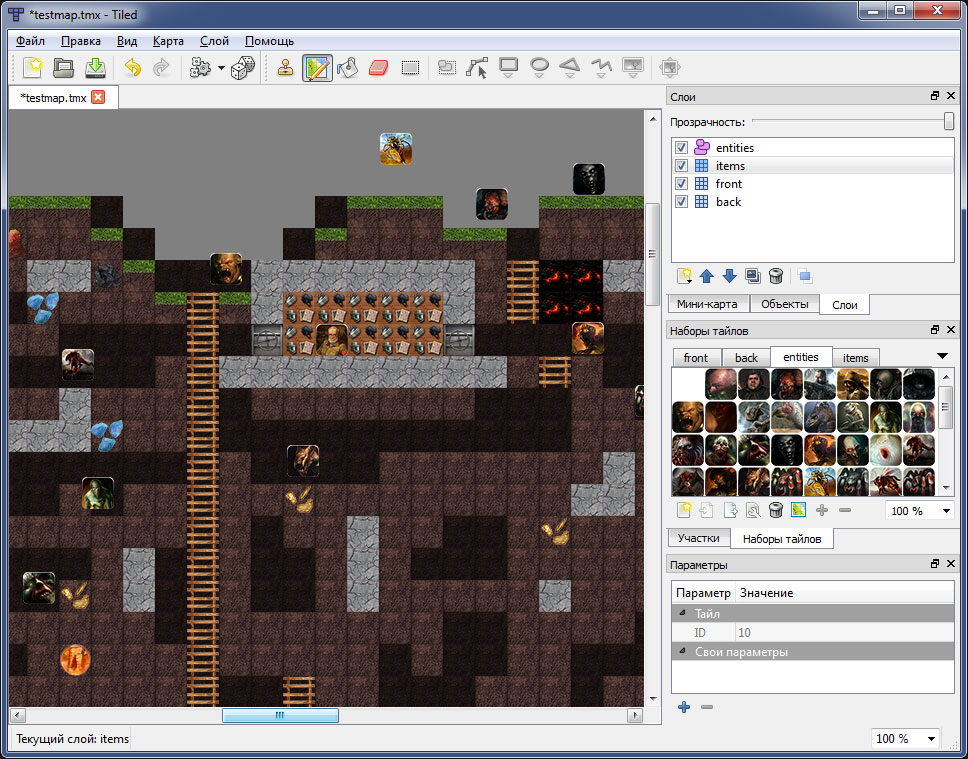 *testmap.tmx - Tiled
Файл Правка Вид Карта Слой Помощь
*testmap.tmx
Слои
Прозрачность:
entities
items
front
back
Мини-карта Объекты Слои
Наборы тайлов
front back entities items
100 %
Участки Наборы тайлов
Параметры
Параметр Значение
Тайл
ID 10
Свои параметры
Текущий слой: items
100 %